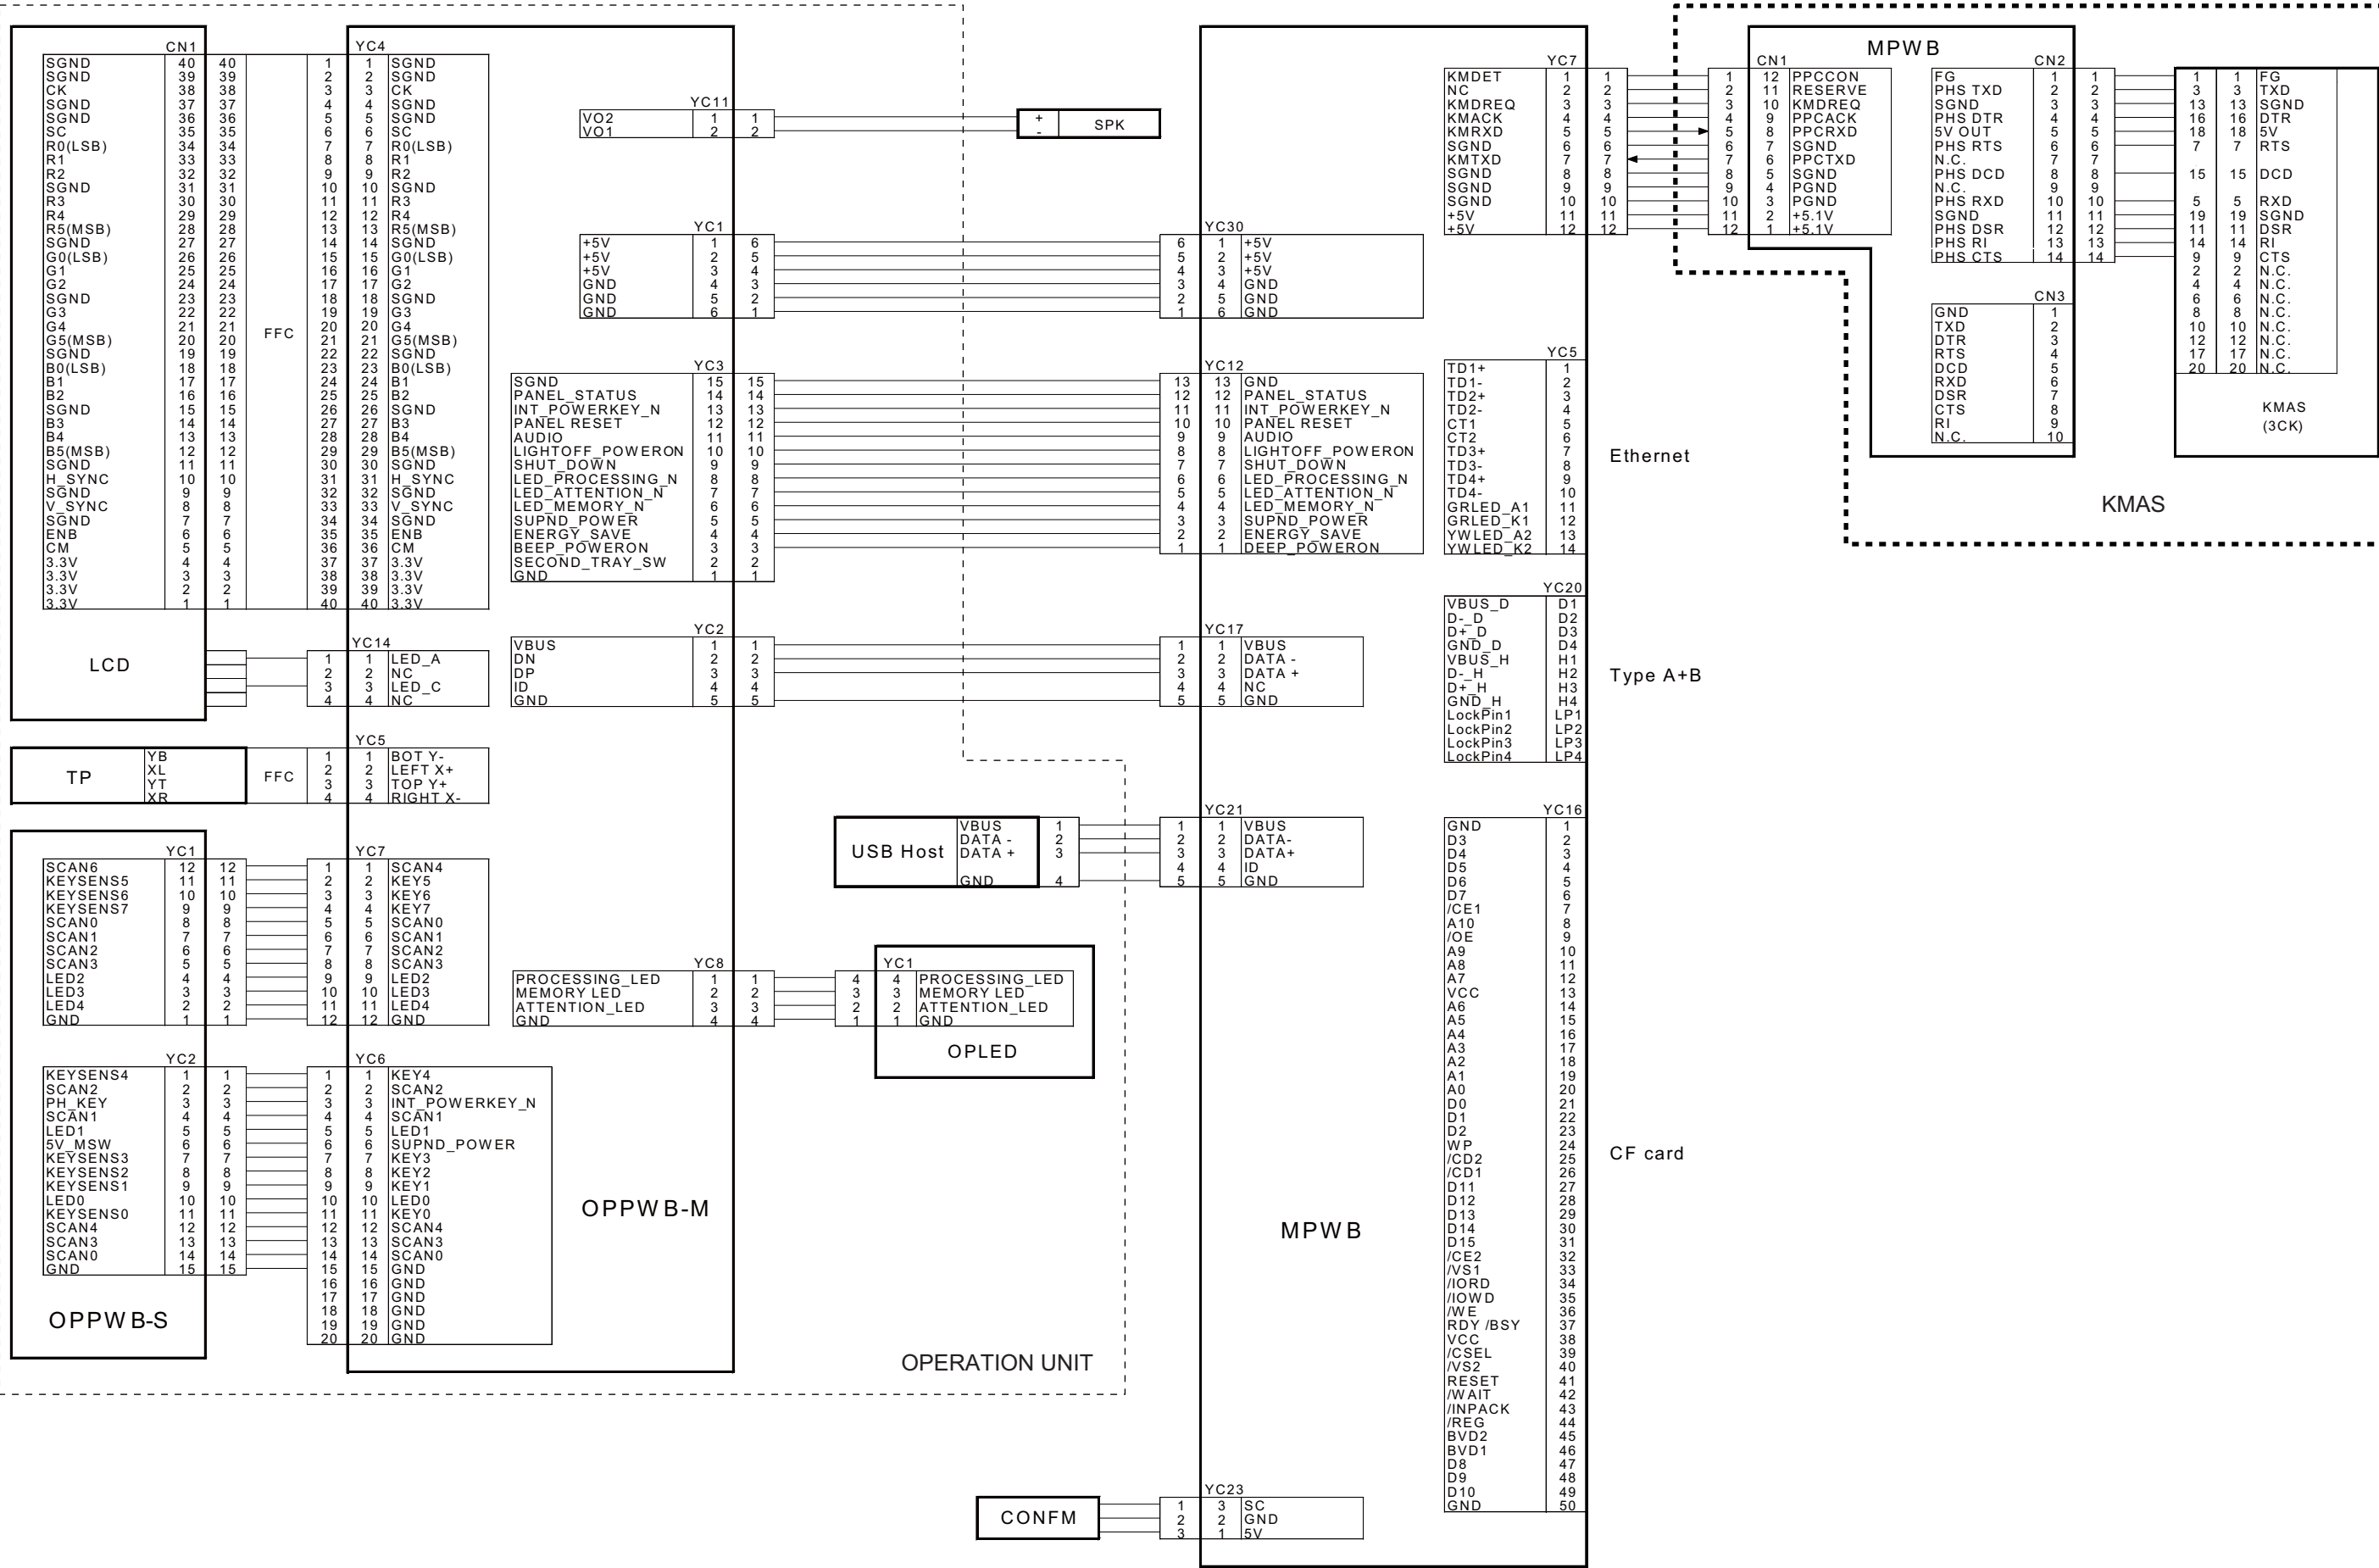 CN1 YC4
SGND 40 40 1 1 SGND
SGND 39 39 2 2 SGND
CK 38 38 3 3 CK
SGND 37 37 4 4 SGND
SGND 36 36 5 5 SGND
SC 35 35 6 6 SC
R0(LSB) 34 34 7 7 R0(LSB)
R1 33 33 8 8 R1
R2 32 32 9 9 R2
SGND 31 31 10 10 SGND
R3 30 30 11 11 R3
R4 29 29 12 12 R4
R5(MSB) 28 28 13 13 R5(MSB)
SGND 27 27 14 14 SGND
G0(LSB) 26 26 15 15 G0(LSB)
G1 25 25 16 16 G1
G2 24 24 17 17 G2
SGND 23 23 18 18 SGND
G3 22 22 19 19 G3
G4 21 21 20 20 G4
G5(MSB) 20 20 21 21 G5(MSB)
SGND 19 19 22 22 SGND
B0(LSB) 18 18 23 23 B0(LSB)
B1 17 17 24 24 B1
B2 16 16 25 25 B2
SGND 15 15 26 26 SGND
B3 14 14 27 27 B3
B4 13 13 28 28 B4
B5(MSB) 12 12 29 29 B5(MSB)
SGND 11 11 30 30 SGND
H_SYNC 10 10 31 31 H_SYNC
SGND 9 9 32 32 SGND
V_SYNC 8 8 33 33 V_SYNC
SGND 7 7 34 34 SGND
ENB 6 6 35 35 ENB
CM 5 5 36 36 CM
3.3V 4 4 37 37 3.3V
3.3V 3 3 38 38 3.3V
3.3V 2 2 39 39 3.3V
3.3V 1 1 40 40 3.3V
FFC
LCD
YC14
1 1 LED_A
2 2 NC
3 3 LED_C
4 4 NC
YC5
TP
YB 1 1 BOT Y-
XL 2 2 LEFT X+
YT 3 3 TOP Y+
XR 4 4 RIGHT X-
FFC
YC1 YC7
SCAN6 12 12 1 1 SCAN4
KEYSENS5 11 11 2 2 KEY5
KEYSENS6 10 10 3 3 KEY6
KEYSENS7 9 9 4 4 KEY7
SCAN0 8 8 5 5 SCAN0
SCAN1 7 7 6 6 SCAN1
SCAN2 6 6 7 7 SCAN2
SCAN3 5 5 8 8 SCAN3
LED2 4 4 9 9 LED2
LED3 3 3 10 10 LED3
LED4 2 2 11 11 LED4
GND 1 1 12 12 GND
YC2 YC6
KEYSENS4 1 1 1 1 KEY4
SCAN2 2 2 2 2 SCAN2
PH_KEY 3 3 3 3 INT_POWERKEY_N
SCAN1 4 4 4 4 SCAN1
LED1 5 5 5 5 LED1
5V_MSW 6 6 6 6 SUPND_POWER
KEYSENS3 7 7 7 7 KEY3
KEYSENS2 8 8 8 8 KEY2
KEYSENS1 9 9 9 9 KEY1
LED0 10 10 10 10 LED0
KEYSENS0 11 11 11 11 KEY0
SCAN4 12 12 12 12 SCAN4
SCAN3 13 13 13 13 SCAN3
SCAN0 14 14 14 14 SCAN0
GND 15 15 15 15 GND
16 16 GND
17 17 GND
18 18 GND
19 19 GND
20 20 GND
OPPWB-S
OPPWB-M
OPERATION UNIT
YC11
VO2 1 1 +
VO1 2 2 -
SPK
YC1 YC30
+5V 1 6 6 1 +5V
+5V 2 5 5 2 +5V
+5V 3 4 4 3 +5V
GND 4 3 3 4 GND
GND 5 2 2 5 GND
GND 6 1 1 6 GND
YC3 YC12
SGND 15 15 13 13 GND
PANEL_STATUS 14 14 12 12 PANEL_STATUS
INT_POWERKEY_N 13 13 11 11 INT_POWERKEY_N
PANEL RESET 12 12 10 10 PANEL RESET
AUDIO 11 11 9 9 AUDIO
LIGHTOFF_POWERON 10 10 8 8 LIGHTOFF_POWERON
SHUT_DOWN 9 9 7 7 SHUT_DOWN
LED_PROCESSING_N 8 8 6 6 LED_PROCESSING_N
LED_ATTENTION_N 7 7 5 5 LED_ATTENTION_N
LED_MEMORY_N 6 6 4 4 LED_MEMORY_N
SUPND_POWER 5 5 3 3 SUPND_POWER
ENERGY_SAVE 4 4 2 2 ENERGY_SAVE
BEEP_POWERON 3 3 1 1 DEEP_POWERON
SECOND_TRAY_SW 2 2
GND 1 1
YC2 YC17
VBUS 1 1 1 1 VBUS
DN 2 2 2 2 DATA -
DP 3 3 3 3 DATA +
ID 4 4 4 4 NC
GND 5 5 5 5 GND
YC21
USB Host
VBUS 1 1 1 VBUS
DATA - 2 2 2 DATA-
DATA + 3 3 3 DATA+
4 4 ID
GND 4 5 5 GND
YC8 YC1
PROCESSING_LED 1 1 4 4 PROCESSING_LED
MEMORY LED 2 2 3 3 MEMORY LED
ATTENTION_LED 3 3 2 2 ATTENTION_LED
GND 4 4 1 1 GND
OPLED
MPWB
YC23
CONFM
1 3 SC
2 2 GND
3 1 5V
YC7 CN1
KMDET 1 1 1 12 PPCCON
NC 2 2 2 11 RESERVE
KMDREQ 3 3 3 10 KMDREQ
KMACK 4 4 4 9 PPCACK
KMRXD 5 5 5 8 PPCRXD
SGND 6 6 6 7 SGND
KMTXD 7 7 7 6 PPCTXD
SGND 8 8 8 5 SGND
SGND 9 9 9 4 PGND
SGND 10 10 10 3 PGND
+5V 11 11 11 2 +5.1V
+5V 12 12 12 1 +5.1V
YC5
TD1+ 1
TD1- 2
TD2+ 3
TD2- 4
CT1 5
CT2 6
TD3+ 7
TD3- 8
TD4+ 9
TD4- 10
GRLED_A1 11
GRLED_K1 12
YWLED_A2 13
YWLED_K2 14
Ethernet
YC20
VBUS_D D1
D-_D D2
D+_D D3
GND_D D4
VBUS_H H1
D-_H H2
D+_H H3
GND_H H4
LockPin1 LP1
LockPin2 LP2
LockPin3 LP3
LockPin4 LP4
Type A+B
YC16
GND 1
D3 2
D4 3
D5 4
D6 5
D7 6
/CE1 7
A10 8
/OE 9
A9 10
A8 11
A7 12
VCC 13
A6 14
A5 15
A4 16
A3 17
A2 18
A1 19
A0 20
D0 21
D1 22
D2 23
WP 24
/CD2 25
/CD1 26
D11 27
D12 28
D13 29
D14 30
D15 31
/CE2 32
/VS1 33
/IORD 34
/IOWD 35
/WE 36
RDY /BSY 37
VCC 38
/CSEL 39
/VS2 40
RESET 41
/WAIT 42
/INPACK 43
/REG 44
BVD2 45
BVD1 46
D8 47
D9 48
D10 49
GND 50
CF card
MPWB
CN2
FG 1 1 1 1 FG
PHS TXD 2 2 3 3 TXD
SGND 3 3 13 13 SGND
PHS DTR 4 4 16 16 DTR
5V OUT 5 5 18 18 5V
PHS RTS 6 6 7 7 RTS
N.C. 7 7
PHS DCD 8 8 15 15 DCD
N.C. 9 9
PHS RXD 10 10 5 5 RXD
SGND 11 11 19 19 SGND
PHS DSR 12 12 11 11 DSR
PHS RI 13 13 14 14 RI
PHS CTS 14 14 9 9 CTS
2 2 N.C.
4 4 N.C.
6 6 N.C.
8 8 N.C.
10 10 N.C.
12 12 N.C.
17 17 N.C.
20 20 N.C.
CN3
GND 1
TXD 2
DTR 3
RTS 4
DCD 5
RXD 6
DSR 7
CTS 8
RI 9
N.C. 10
KMAS
(3CK)
KMAS